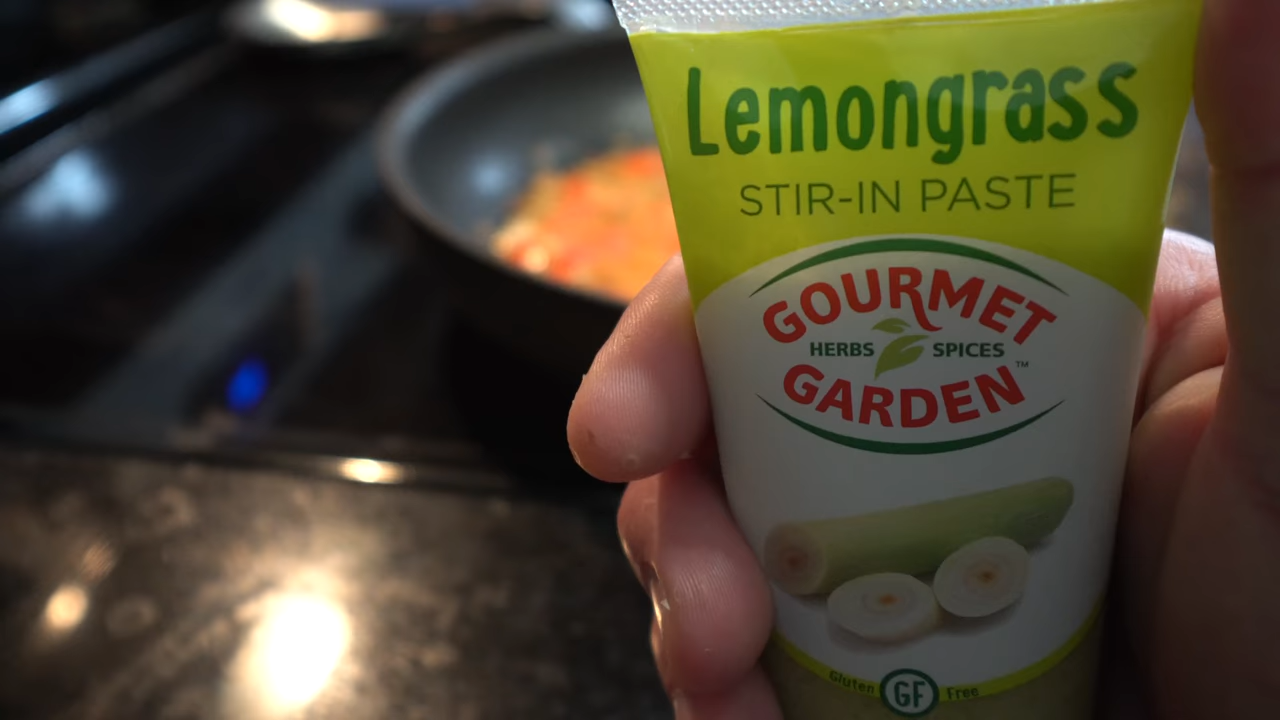 Lemongrass
STIR-IN PASTE
GOURMET
HERBS SPICES
GARDEN™
Gluten GF Free